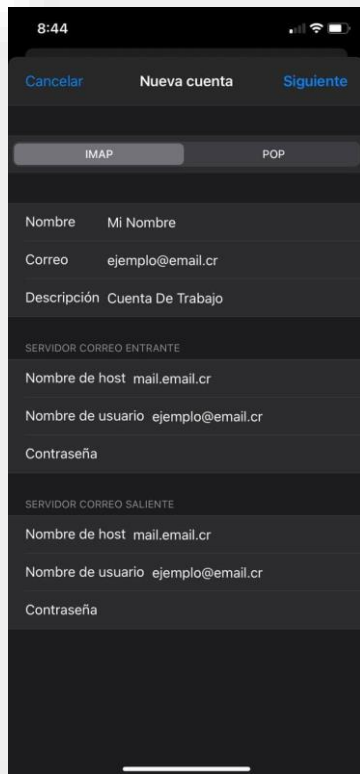 8:44
Cancelar Nueva cuenta Siguiente
IMAP POP
Nombre Mi Nombre
Correo ejemplo@email.cr
Descripción Cuenta De Trabajo
SERVIDOR CORREO ENTRANTE
Nombre de host mail.email.cr
Nombre de usuario ejemplo@email.cr
Contraseña
SERVIDOR CORREO SALIENTE
Nombre de host mail.email.cr
Nombre de usuario ejemplo@email.cr
Contraseña